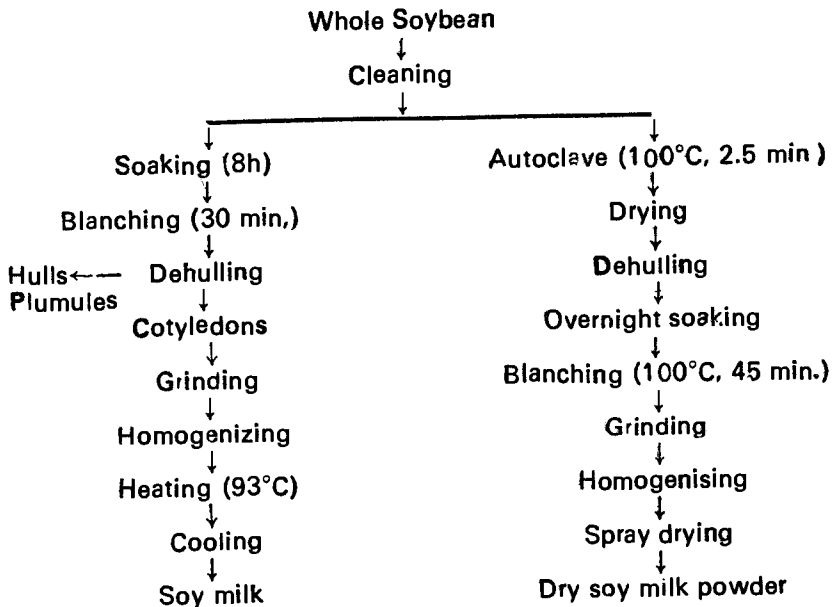 Whole Soybean
Cleaning
Soaking (8h)
Blanching (30 min,)
Hulls
Plumules
Dehulling
Cotyledons
Grinding
Homogenizing
Heating (93°C)
Cooling
Soy milk
Autoclave (100°C, 2.5 min)
Drying
Dehulling
Overnight soaking
Blanching (100°C, 45 min.)
Grinding
Homogenising
Spray drying
Dry soy milk powder